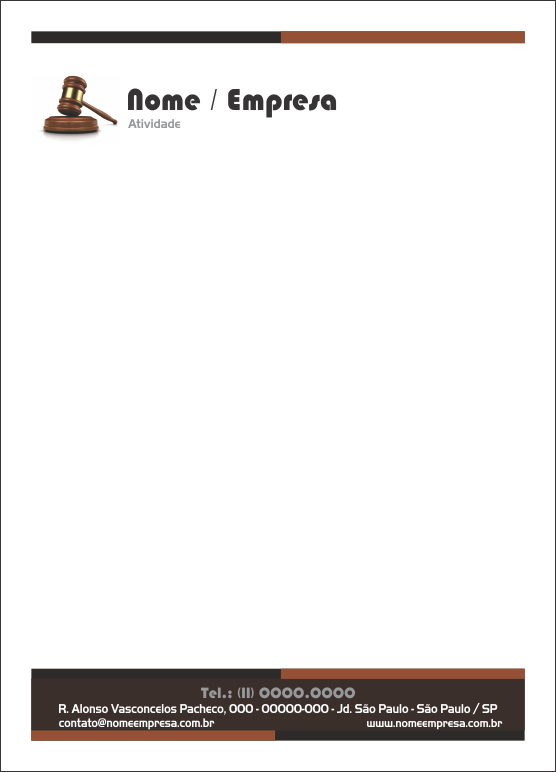 Nome / Empresa
Atividade
Tel.: (11) 0000.0000
R. Alonso Vasconcelos Pacheco, 000 - 00000-000 - Jd. São Paulo - São Paulo / SP
contato@nomeempresa.com.br www.nomeempresa.com.br